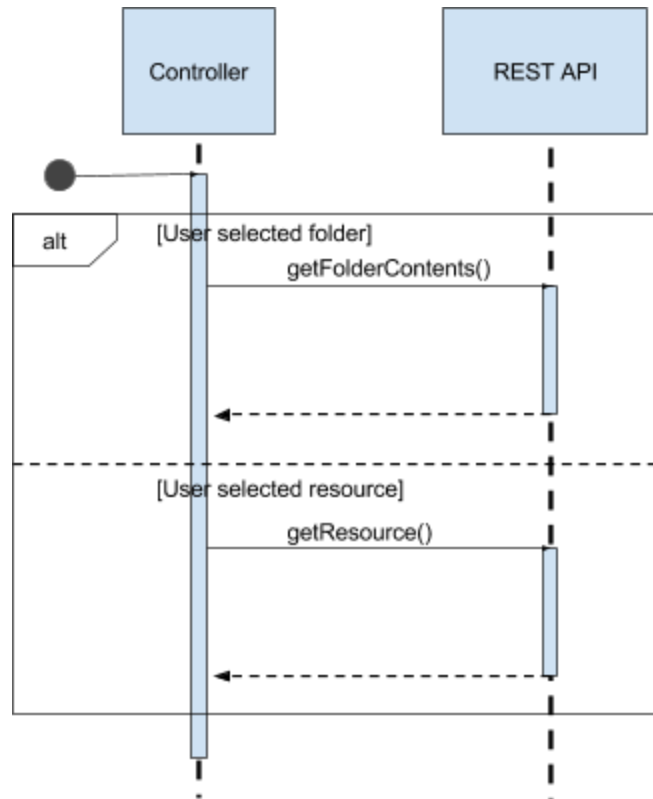 Controller
REST API
alt
[User selected folder]
getFolderContents()
[User selected resource]
getResource()